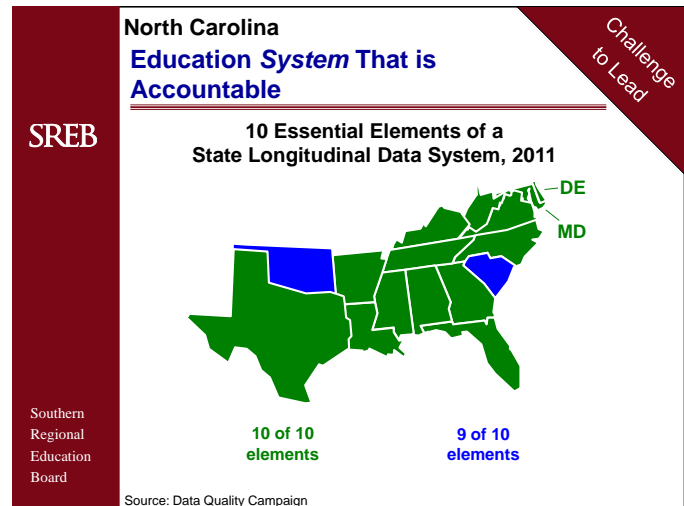 North Carolina
Education System That is
Accountable
Challenge
to Lead
SREB
10 Essential Elements of a
State Longitudinal Data System, 2011
DE
MD
10 of 10
elements
9 of 10
elements
Southern
Regional
Education
Board
Source: Data Quality Campaign